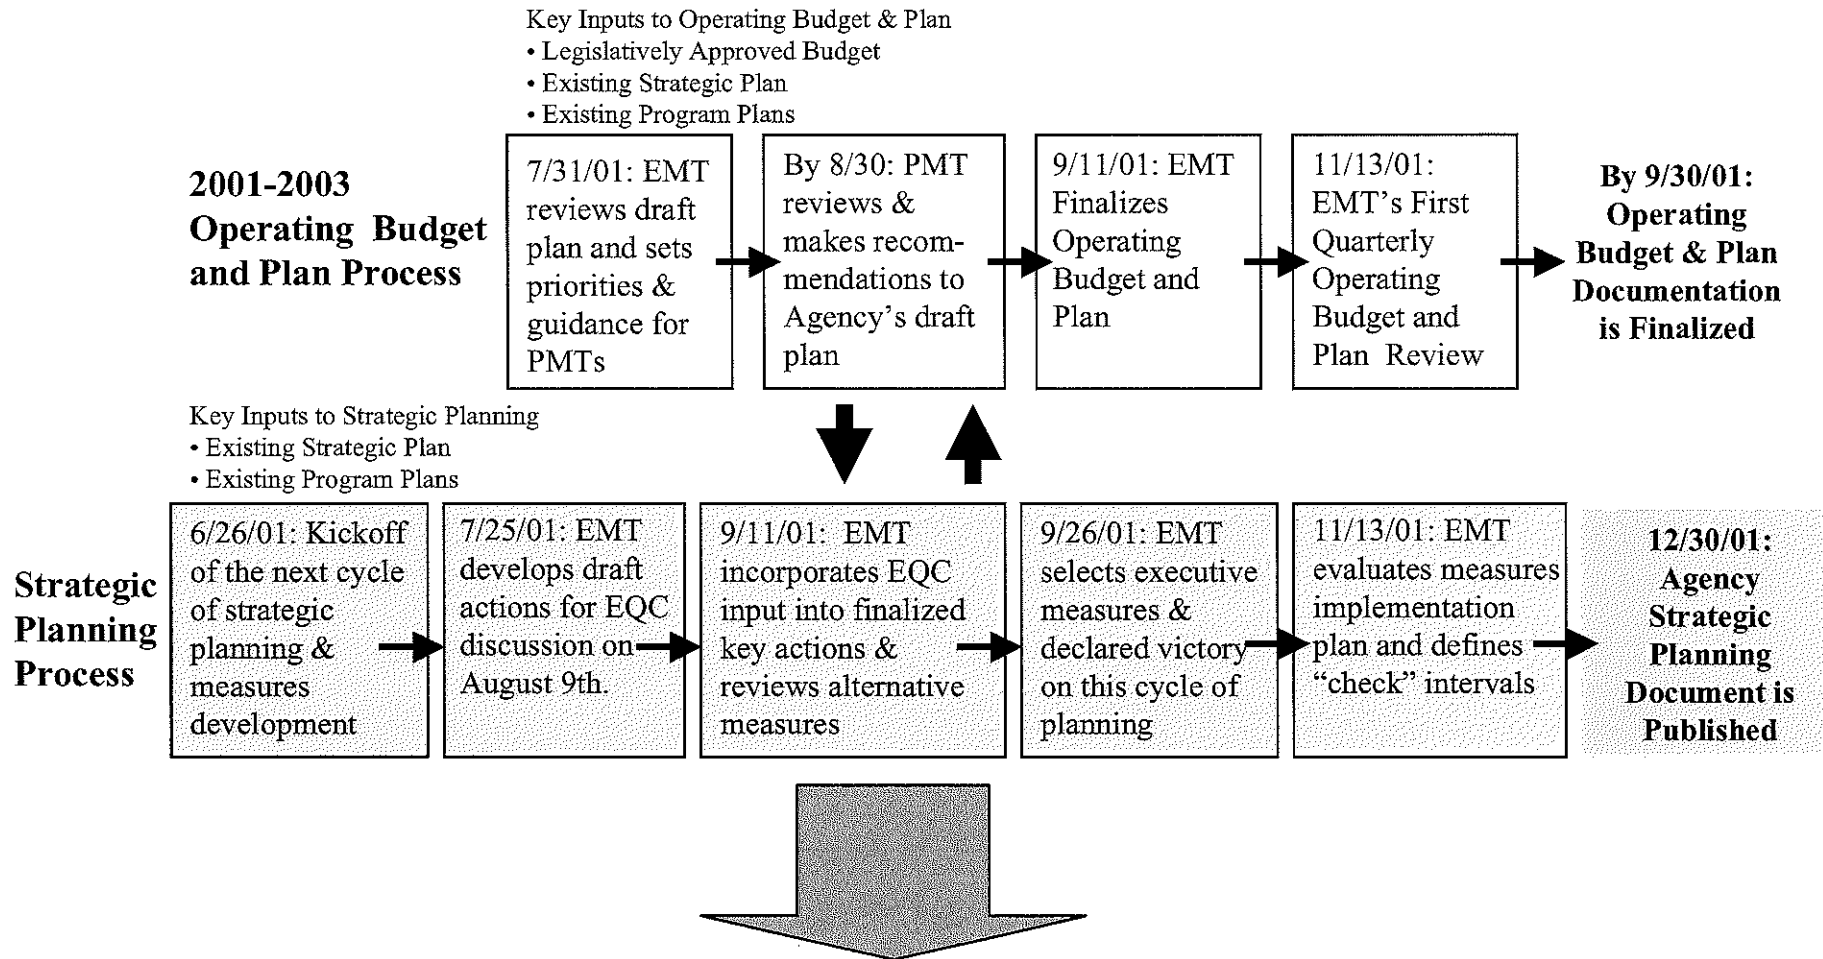 Key Inputs to Operating Budget & Plan
• Legislatively Approved Budget
• Existing Strategic Plan
• Existing Program Plans
2001-2003
Operating Budget
and Plan Process
7/31/01: EMT
reviews draft
plan and sets
priorities &
guidance for
PMTs
By 8/30: PMT
reviews &
makes recom-
mendations to
Agency's draft
plan
9/11/01: EMT
Finalizes
Operating
Budget and
Plan
11/13/01:
EMT's First
Quarterly
Operating
Budget and
Plan Review
By 9/30/01:
Operating
Budget & Plan
Documentation
is Finalized
Key Inputs to Strategic Planning
• Existing Strategic Plan
• Existing Program Plans
Strategic
Planning
Process
6/26/01: Kickoff
of the next cycle
of strategic
planning &
measures
development
7/25/01: EMT
develops draft
actions for EQC
discussion on
August 9th.
9/11/01: EMT
incorporates EQC
input into finalized
key actions &
reviews alternative
measures
9/26/01: EMT
selects executive
measures &
declared victory
on this cycle of
planning
11/13/01: EMT
evaluates measures
implementation
plan and defines
“check” intervals
12/30/01:
Agency
Strategic
Planning
Document is
Published